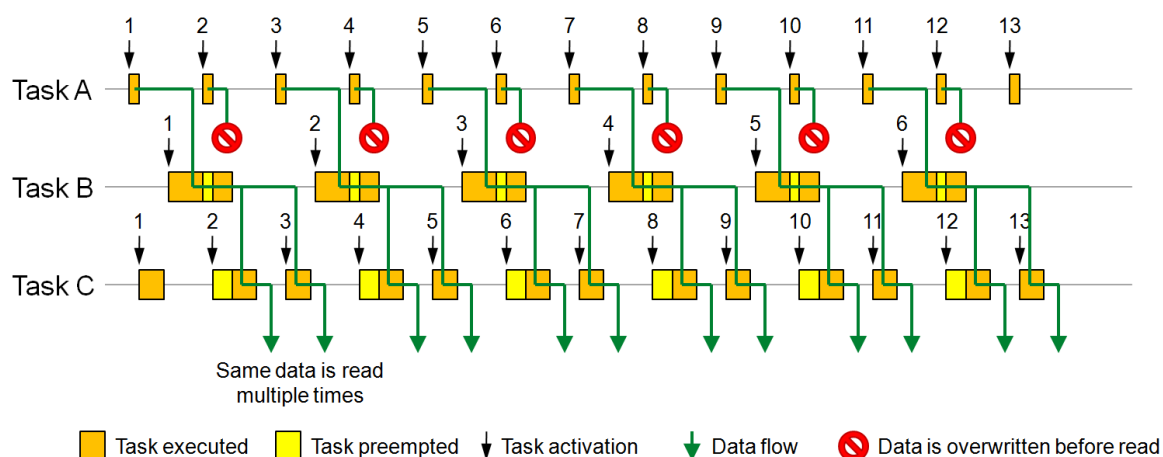 1 2 3 4 5 6 7 8 9 10 11 12 13
Task A
1 2 3 4 5 6
Task B
1 2 3 4 5 6 7 8 9 10 11 12 13
Task C
Same data is read
multiple times
Task executed Task preempted Task activation Data flow Data is overwritten before read